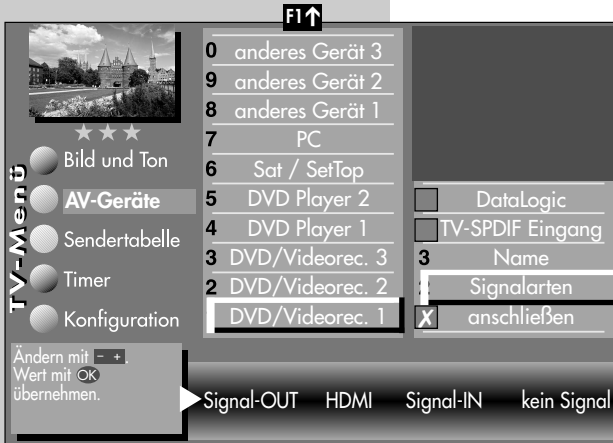 F1↑
0 anderes Gerät 3
9 anderes Gerät 2
8 anderes Gerät 1
7 PC
6 Sat / SetTop
5 DVD Player 2
4 DVD Player 1
3 DVD/Videorec. 3
2 DVD/Videorec. 2
DVD/Videorec. 1
TV-Menü
Bild und Ton
AV-Geräte
Sendertabelle
Timer
Konfiguration
DataLogic
TV-SPDIF Eingang
3 Name
2 Signalarten
X anschließen
Ändern mit - + .
Wert mit OK
übernehmen.
Signal-OUT HDMI Signal-IN kein Signal